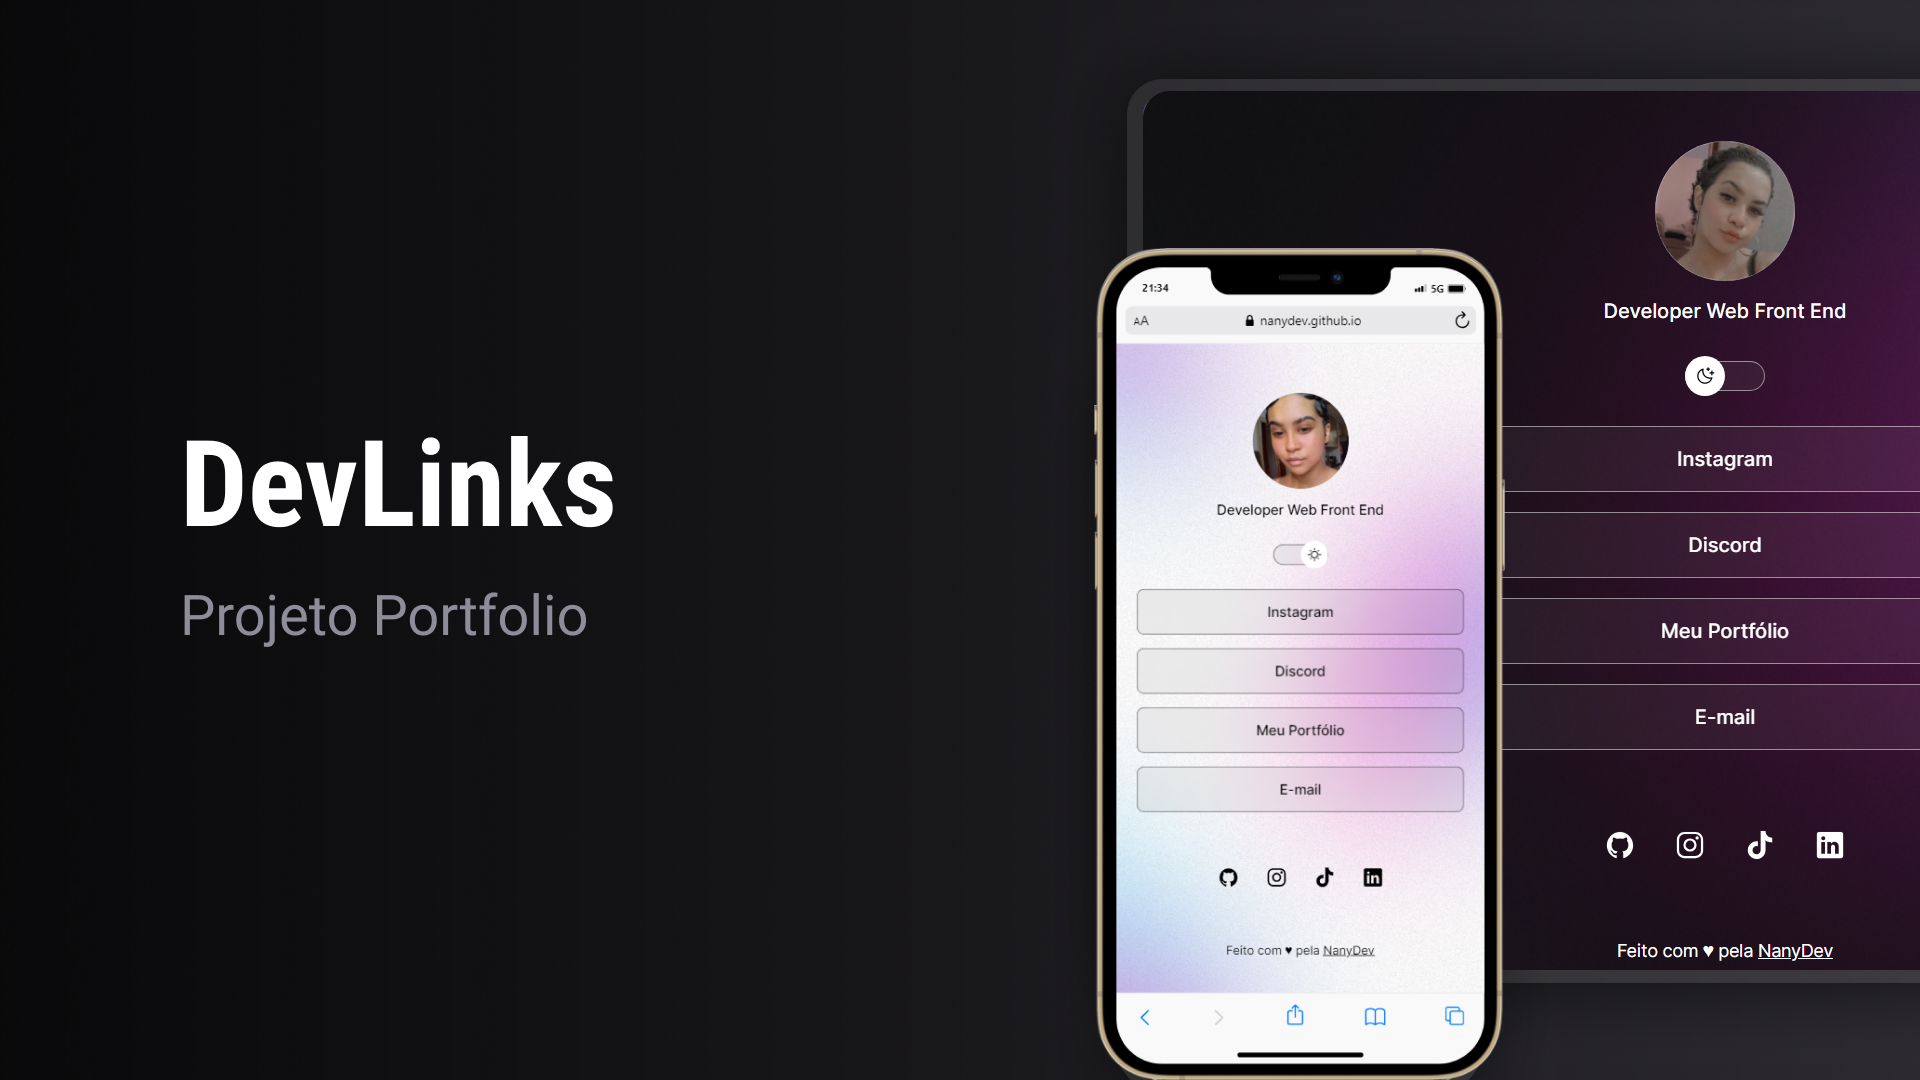 DevLinks
Projeto Portfolio
21:34
5G
AA
nanydev.github.io
Developer Web Front End
Instagram
Discord
Meu Portfólio
E-mail
Feito com ♥ pela NanyDev
Developer Web Front End
Instagram
Discord
Meu Portfólio
E-mail
Feito com ♥ pela NanyDev